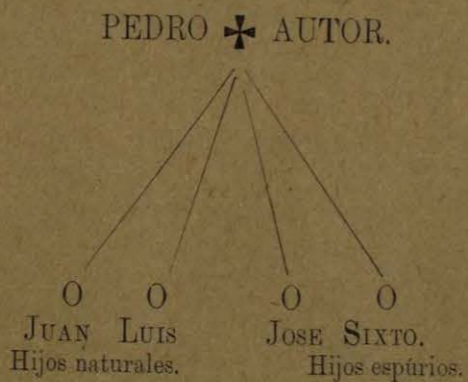 PEDRO ✠ AUTOR.
O O O O
JUAN LUIS JOSE SIXTO.
Hijos naturales. Hijos espúrios.